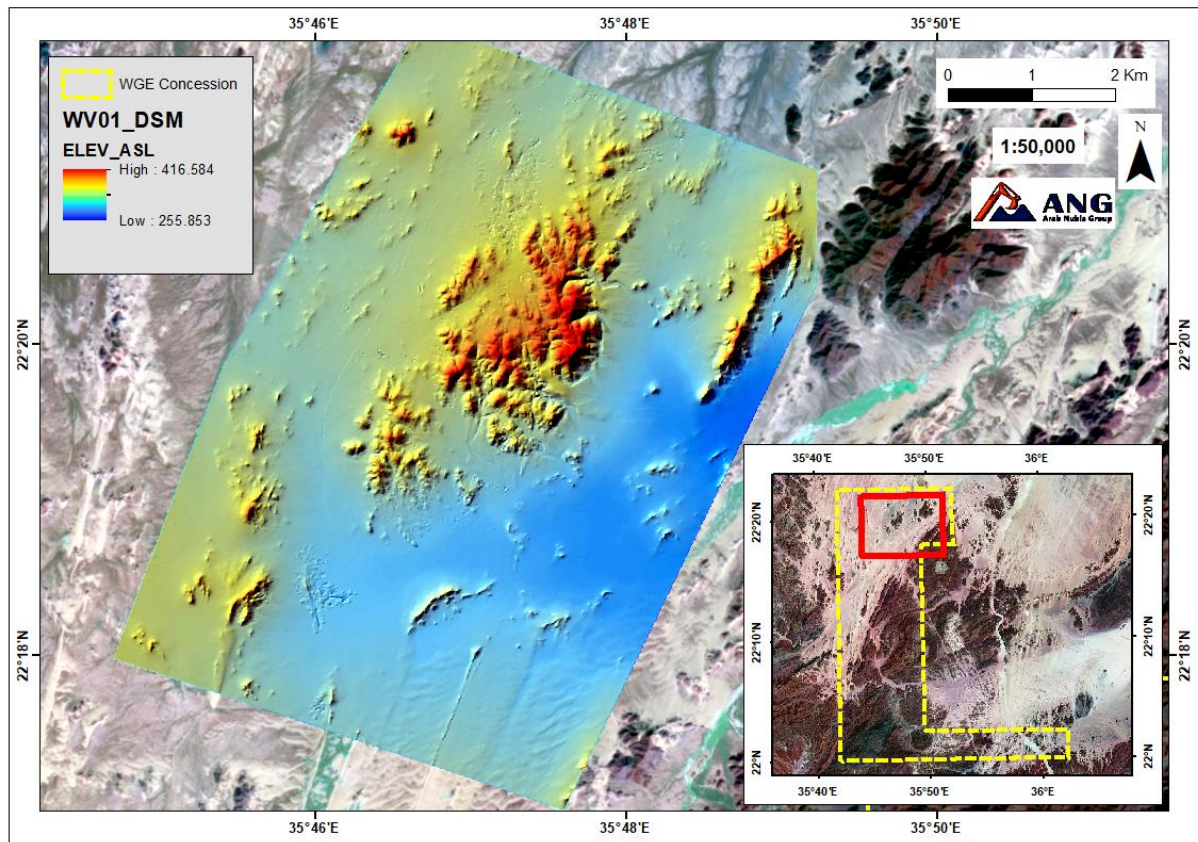 35°46'E 35°48'E 35°50'E
WGE Concession
WV01_DSM
ELEV_ASL
High : 416.584
Low : 255.853
0 1 2 Km
1:50,000
N
ANG
Arab Nubia Group
22°20'N 22°20'N
22°18'N 22°18'N
35°40'E 35°50'E 36°E
22°20'N 22°20'N
22°10'N 22°10'N
22°N 22°N
35°40'E 35°50'E 36°E
35°46'E 35°48'E 35°50'E